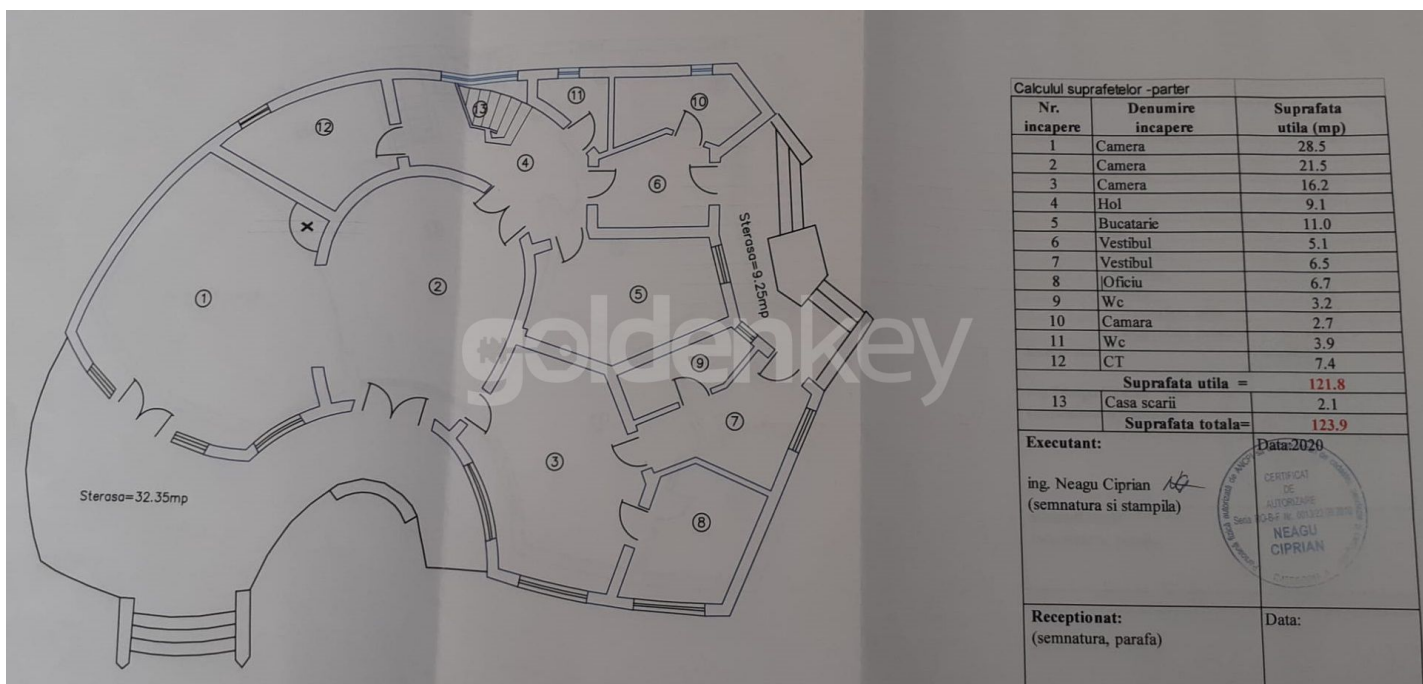 12
13
11
10
4
6
X
1
2
5
Sterasa=9.25mp
goldenkey
9
7
3
8
Sterasa=32.35mp
Calculul suprafetelor -parter
Nr. incapere Denumire incapere Suprafata utila (mp)
1 Camera 28.5
2 Camera 21.5
3 Camera 16.2
4 Hol 9.1
5 Bucatarie 11.0
6 Vestibul 5.1
7 Vestibul 6.5
8 Oficiu 6.7
9 Wc 3.2
10 Camara 2.7
11 Wc 3.9
12 CT 7.4
Suprafata utila = 121.8
13 Casa scarii 2.1
Suprafata totala= 123.9
Executant: Data:2020
ing. Neagu Ciprian
(semnatura si stampila)
CERTIFICAT
DE
AUTORIZARE
NEAGU
CIPRIAN
Receptionat: Data:
(semnatura, parafa)